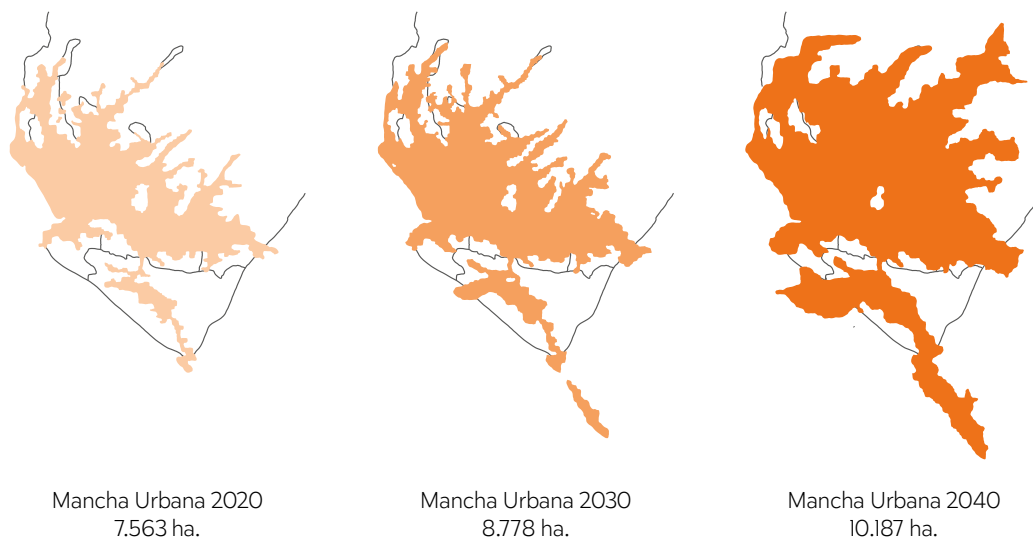 Mancha Urbana 2020
7.563 ha.
Mancha Urbana 2030
8.778 ha.
Mancha Urbana 2040
10.187 ha.